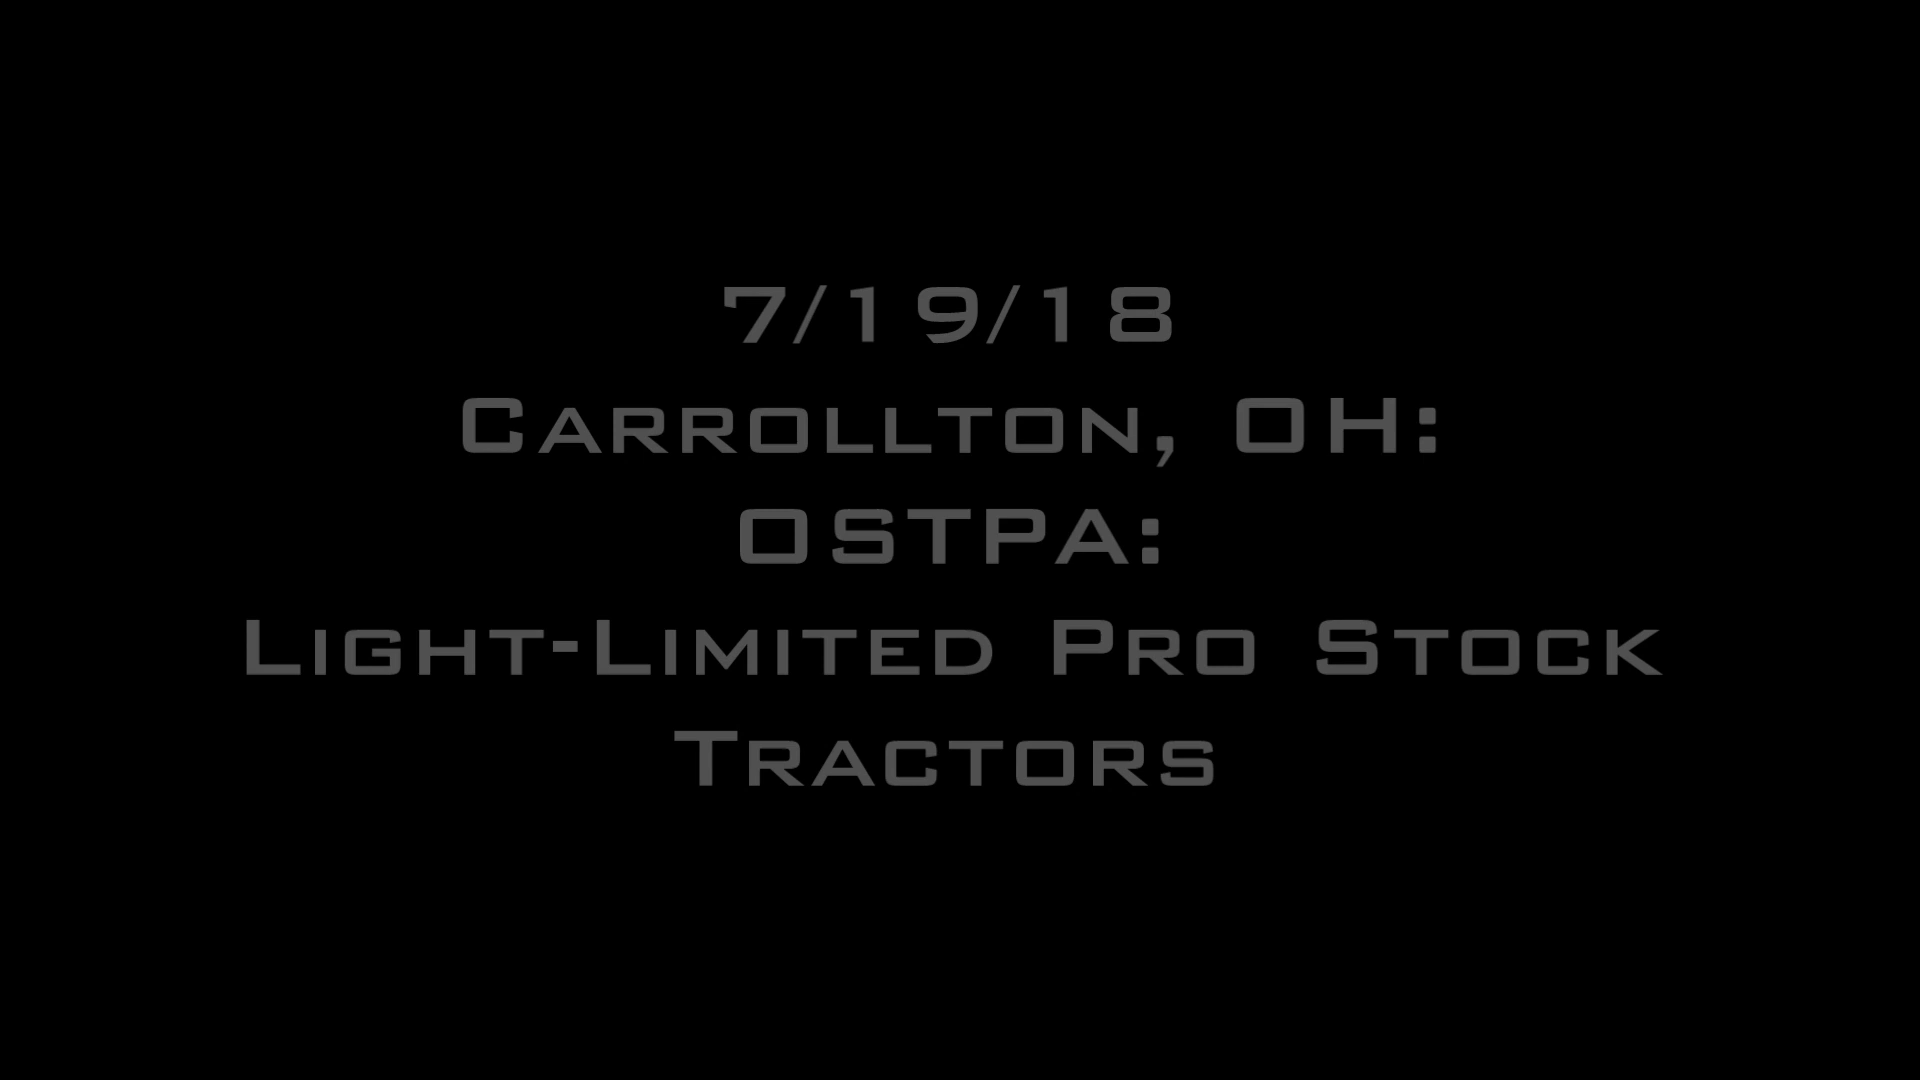 7/19/18
Carrollton, OH:
OSTPA:
Light-Limited Pro Stock
Tractors